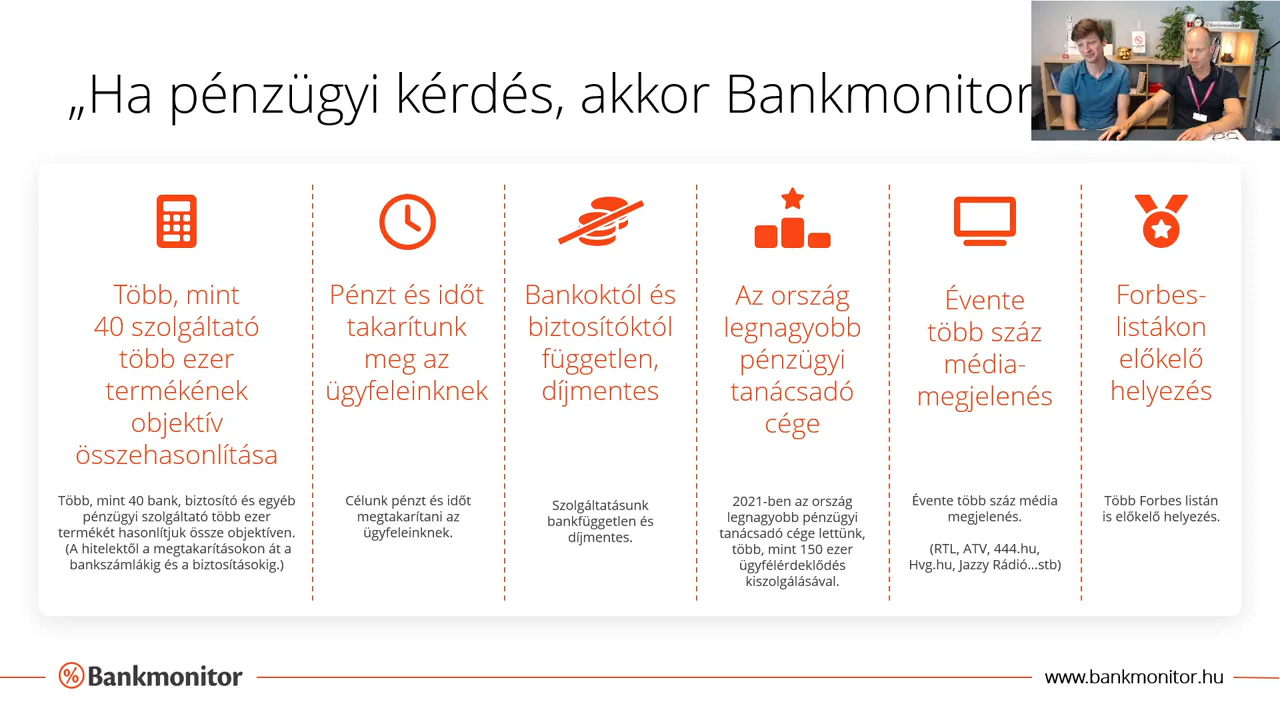 „Ha pénzügyi kérdés, akkor Bankmonitor
Több, mint
40 szolgáltató
több ezer
termékének
objektív
összehasonlítása
Több, mint 40 bank, biztosító és egyéb
pénzügyi szolgáltató több ezer
termékét hasonlítjuk össze objektíven.
(A hitelektől a megtakarításokon át a
bankszámlákig és a biztosításokig.)
Pénzt és időt
takarítunk
meg az
ügyfeleinknek
Célunk pénzt és időt
megtakarítani az
ügyfeleinknek.
Bankoktól és
biztosítóktól
független,
díjmentes
Szolgáltatásunk
bankfüggetlen és
díjmentes.
Az ország
legnagyobb
pénzügyi
tanácsadó
cége
2021-ben az ország
legnagyobb pénzügyi
tanácsadó cége lettünk,
több, mint 150 ezer
ügyfélérdeklődés
kiszolgálásával.
Évente
több száz
média-
megjelenés
Évente több száz média
megjelenés.
(RTL, ATV, 444.hu,
Hvg.hu, Jazzy Rádió...stb)
Forbes-
listákon
előkelő
helyezés
Több Forbes listán
is előkelő helyezés.
% Bankmonitor
www.bankmonitor.hu